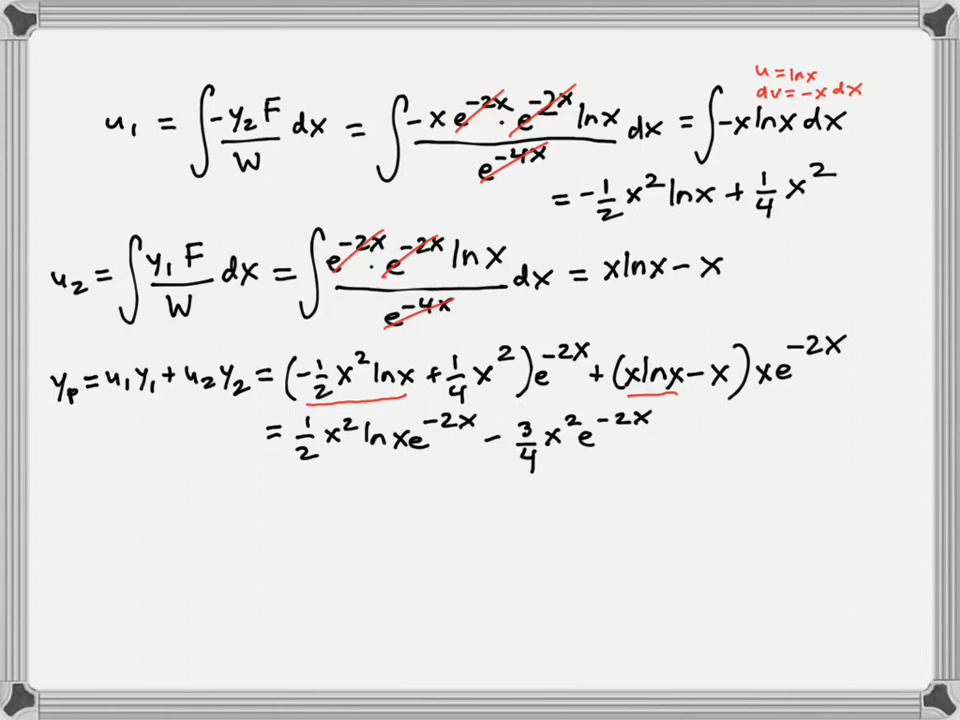 u = ln x
dv = -x dx
u₁ = ∫ -y₂F/W dx = ∫ -x e^(-2x) · e^(-2x) ln x / e^(-4x) dx = ∫ -x ln x dx
= -1/2 x² ln x + 1/4 x²
u₂ = ∫ y₁F/W dx = ∫ e^(-2x) · e^(-2x) ln x / e^(-4x) dx = x ln x - x
yₚ = u₁y₁ + u₂y₂ = (-1/2 x² ln x + 1/4 x²) e^(-2x) + (x ln x - x) x e^(-2x)
= 1/2 x² ln x e^(-2x) - 3/4 x² e^(-2x)